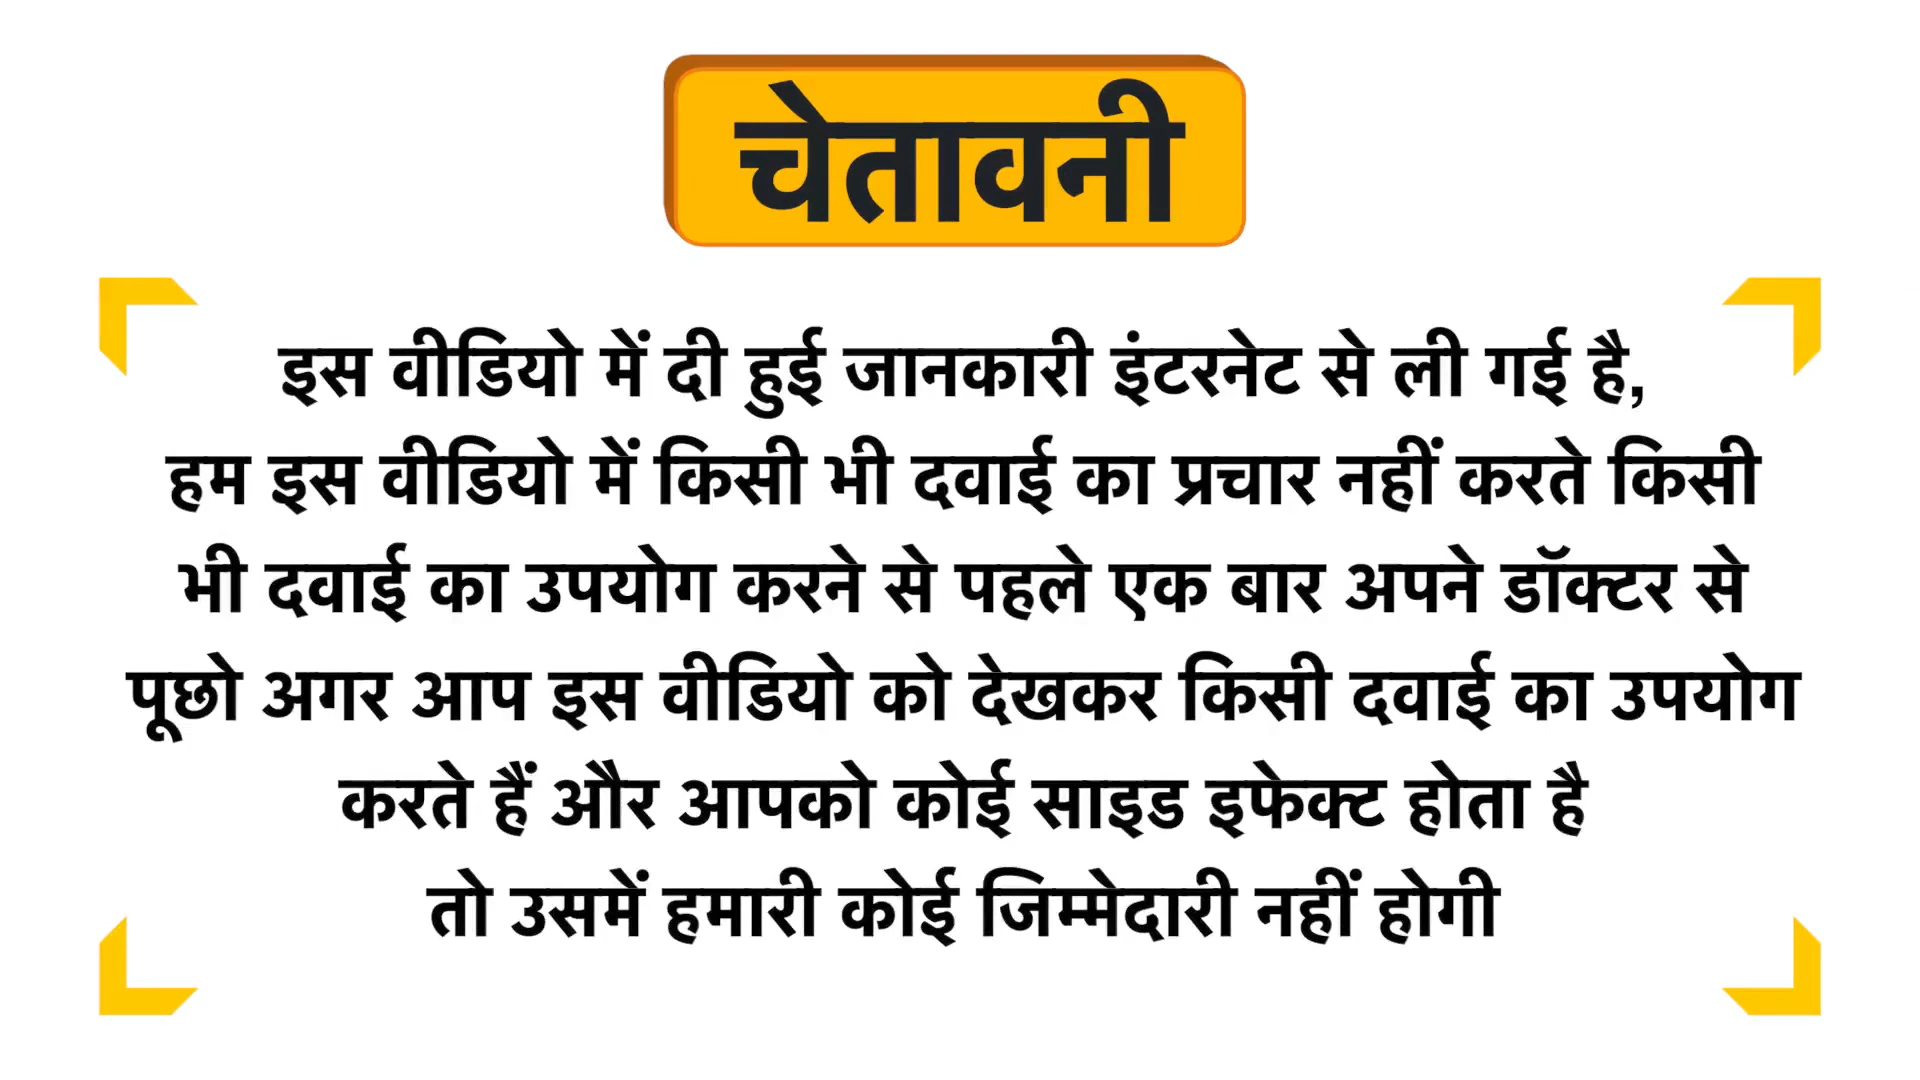 चेतावनी
इस वीडियो में दी हुई जानकारी इंटरनेट से ली गई है,
हम इस वीडियो में किसी भी दवाई का प्रचार नहीं करते किसी
भी दवाई का उपयोग करने से पहले एक बार अपने डॉक्टर से
पूछो अगर आप इस वीडियो को देखकर किसी दवाई का उपयोग
करते हैं और आपको कोई साइड इफेक्ट होता है
तो उसमें हमारी कोई जिम्मेदारी नहीं होगी